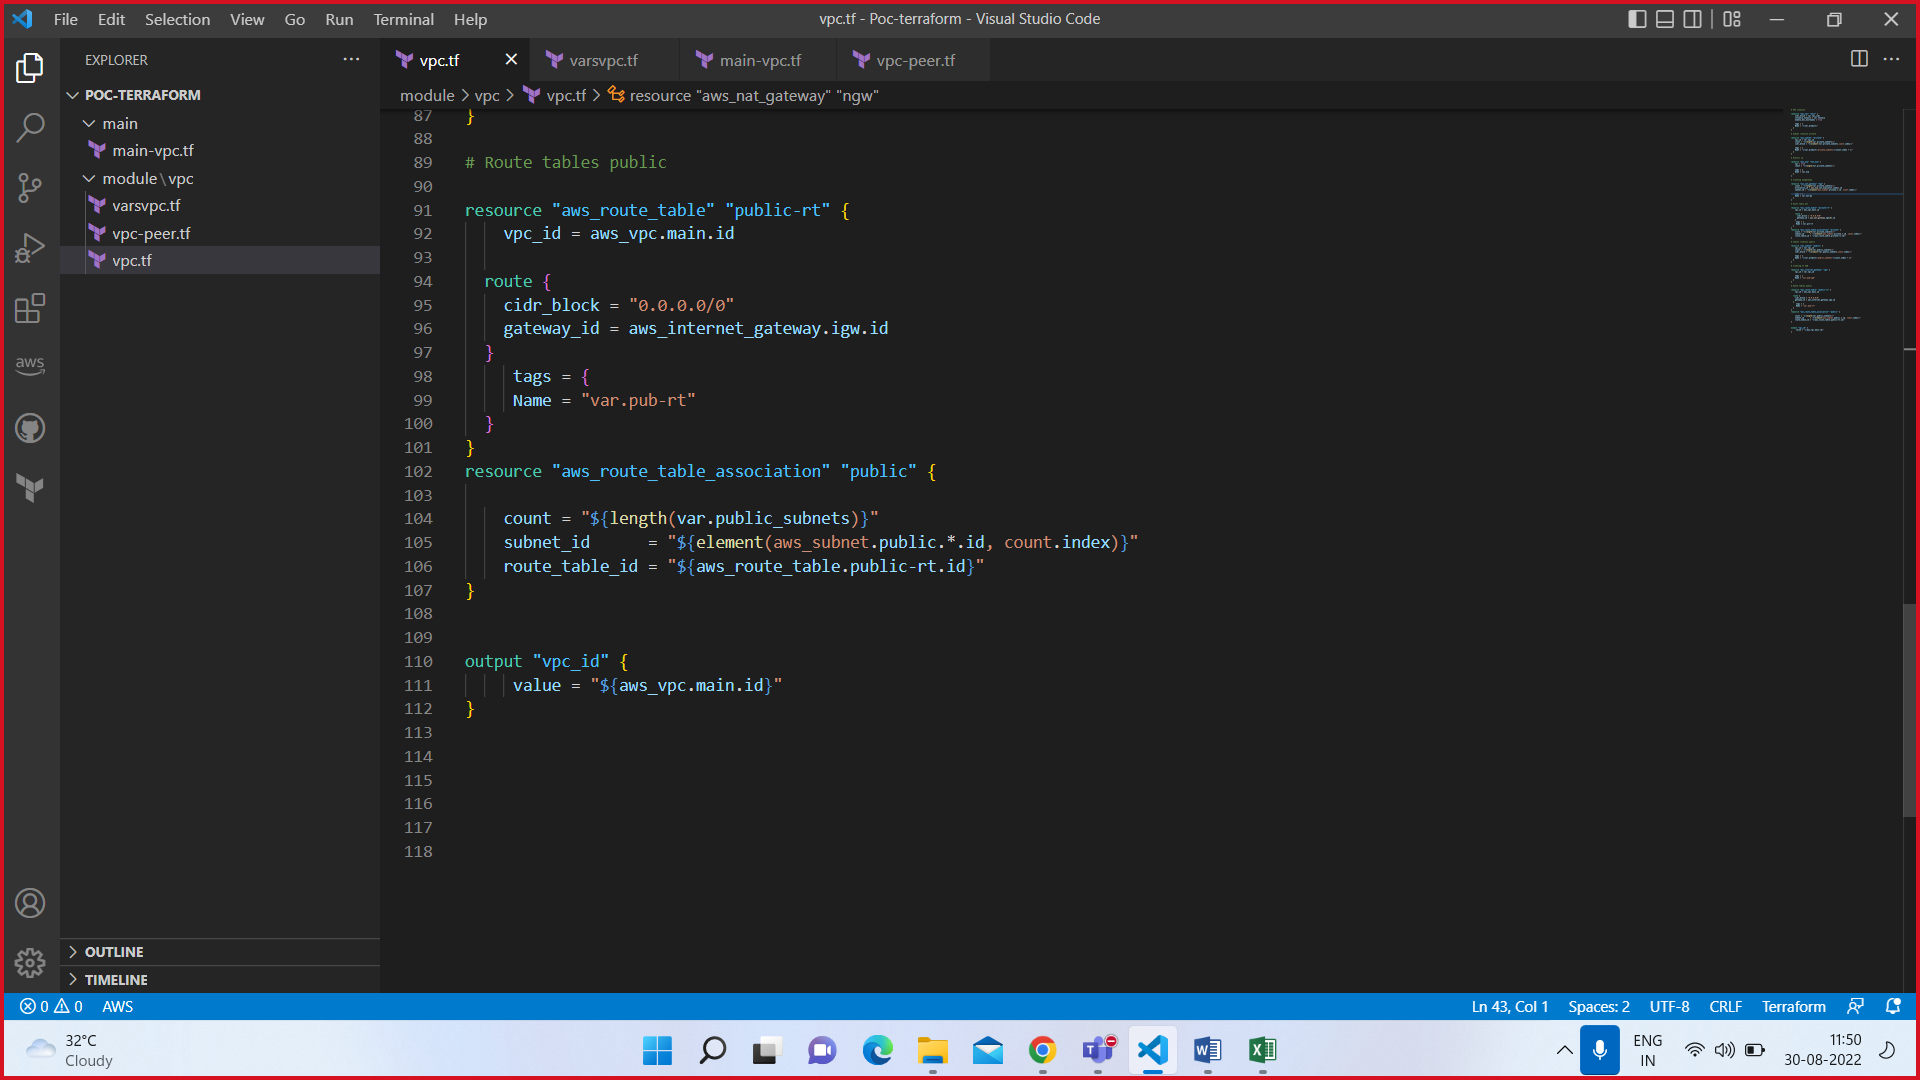 File Edit Selection View Go Run Terminal Help
vpc.tf - Poc-terraform - Visual Studio Code
EXPLORER
POC-TERRAFORM
main
main-vpc.tf
module\vpc
varsvpc.tf
vpc-peer.tf
vpc.tf
aws
OUTLINE
TIMELINE
vpc.tf varsvpc.tf main-vpc.tf vpc-peer.tf
module > vpc > vpc.tf > resource "aws_nat_gateway" "ngw"
87 }
88
89 # Route tables public
90
91 resource "aws_route_table" "public-rt" {
92 vpc_id = aws_vpc.main.id
93
94 route {
95 cidr_block = "0.0.0.0/0"
96 gateway_id = aws_internet_gateway.igw.id
97 }
98 tags = {
99 Name = "var.pub-rt"
100 }
101 }
102 resource "aws_route_table_association" "public" {
103
104 count = "${length(var.public_subnets)}"
105 subnet_id = "${element(aws_subnet.public.*.id, count.index)}"
106 route_table_id = "${aws_route_table.public-rt.id}"
107 }
108
109
110 output "vpc_id" {
111 value = "${aws_vpc.main.id}"
112 }
113
114
115
116
117
118
0 0 AWS
Ln 43, Col 1 Spaces: 2 UTF-8 CRLF Terraform
32°C
Cloudy
ENG
IN
11:50
30-08-2022